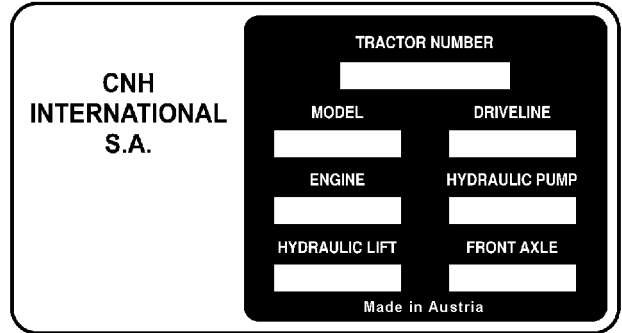 CNH
INTERNATIONAL
S.A.
TRACTOR NUMBER
MODEL DRIVELINE
ENGINE HYDRAULIC PUMP
HYDRAULIC LIFT FRONT AXLE
Made in Austria